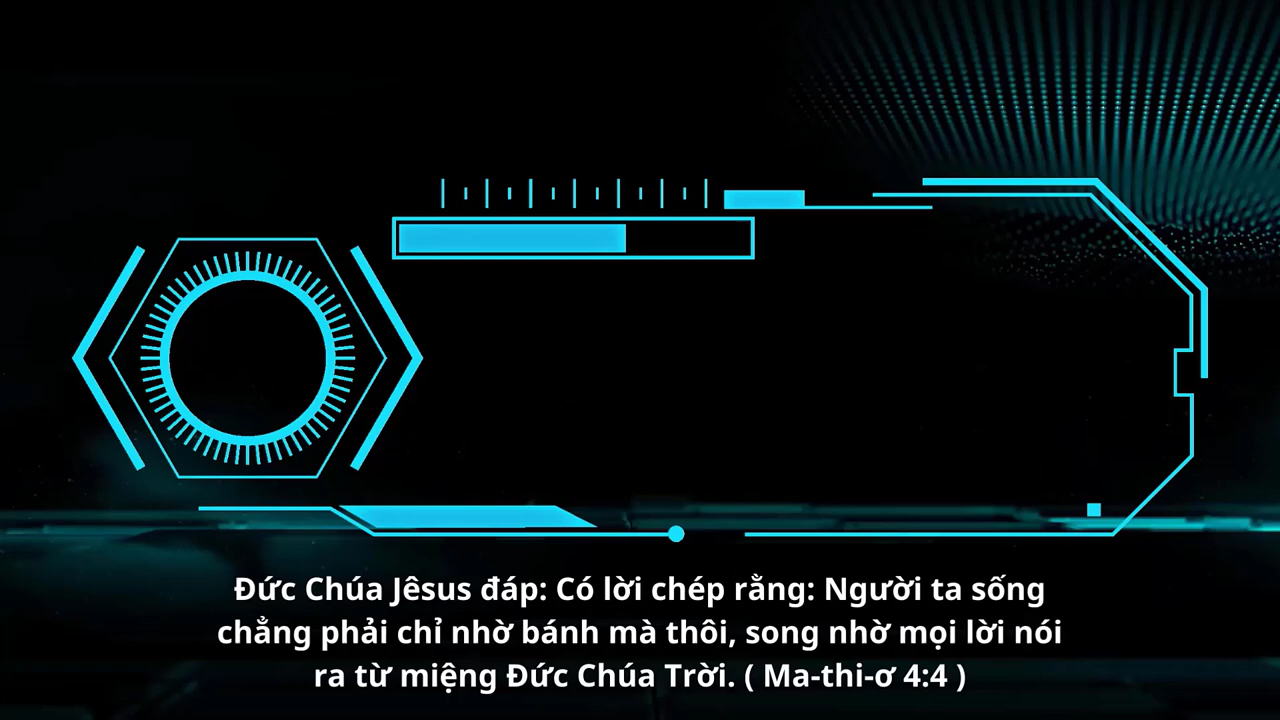 Đức Chúa Jêsus đáp: Có lời chép rằng: Người ta sống
chẳng phải chỉ nhờ bánh mà thôi, song nhờ mọi lời nói
ra từ miệng Đức Chúa Trời. ( Ma-thi-ơ 4:4 )